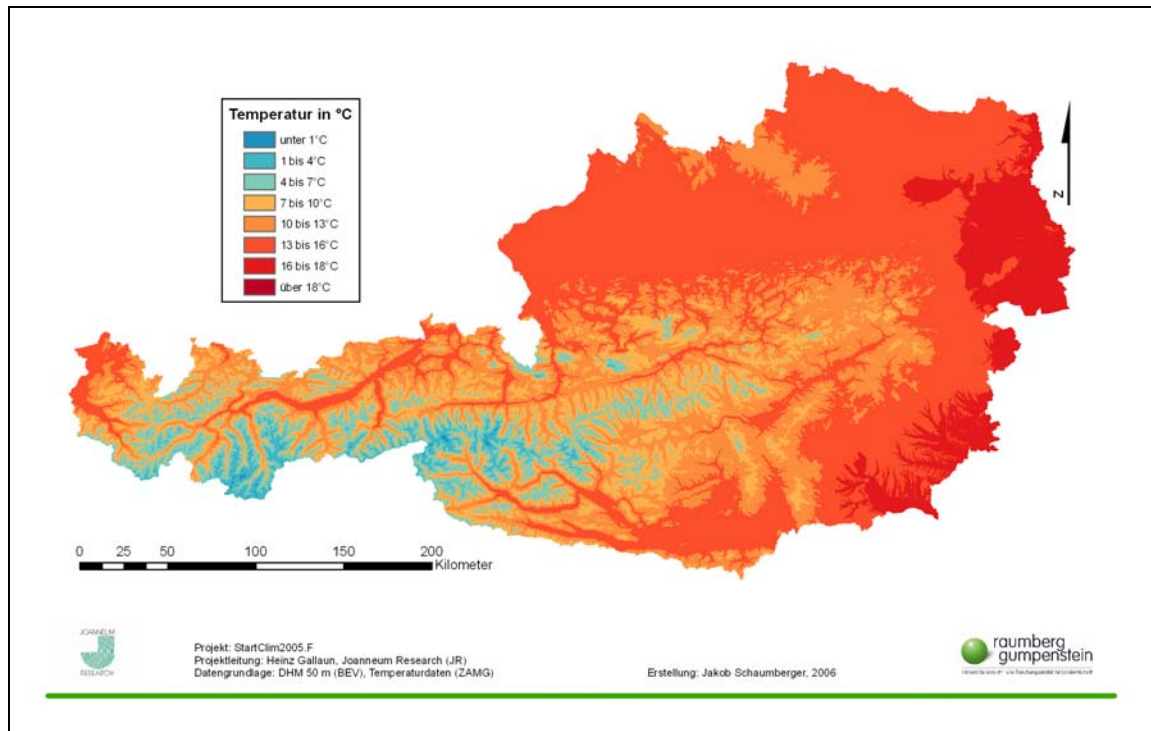 Temperatur in °C
unter 1°C
1 bis 4°C
4 bis 7°C
7 bis 10°C
10 bis 13°C
13 bis 16°C
16 bis 18°C
über 18°C
Z
0 25 50 100 150 200
Kilometer
JOANNEUM
RESEARCH
Projekt: StartClim2005.F
Projektleitung: Heinz Gallaun, Joanneum Research (JR)
Datengrundlage: DHM 50 m (BEV), Temperaturdaten (ZAMG)
Erstellung: Jakob Schaumberger, 2006
raumberg
gumpenstein